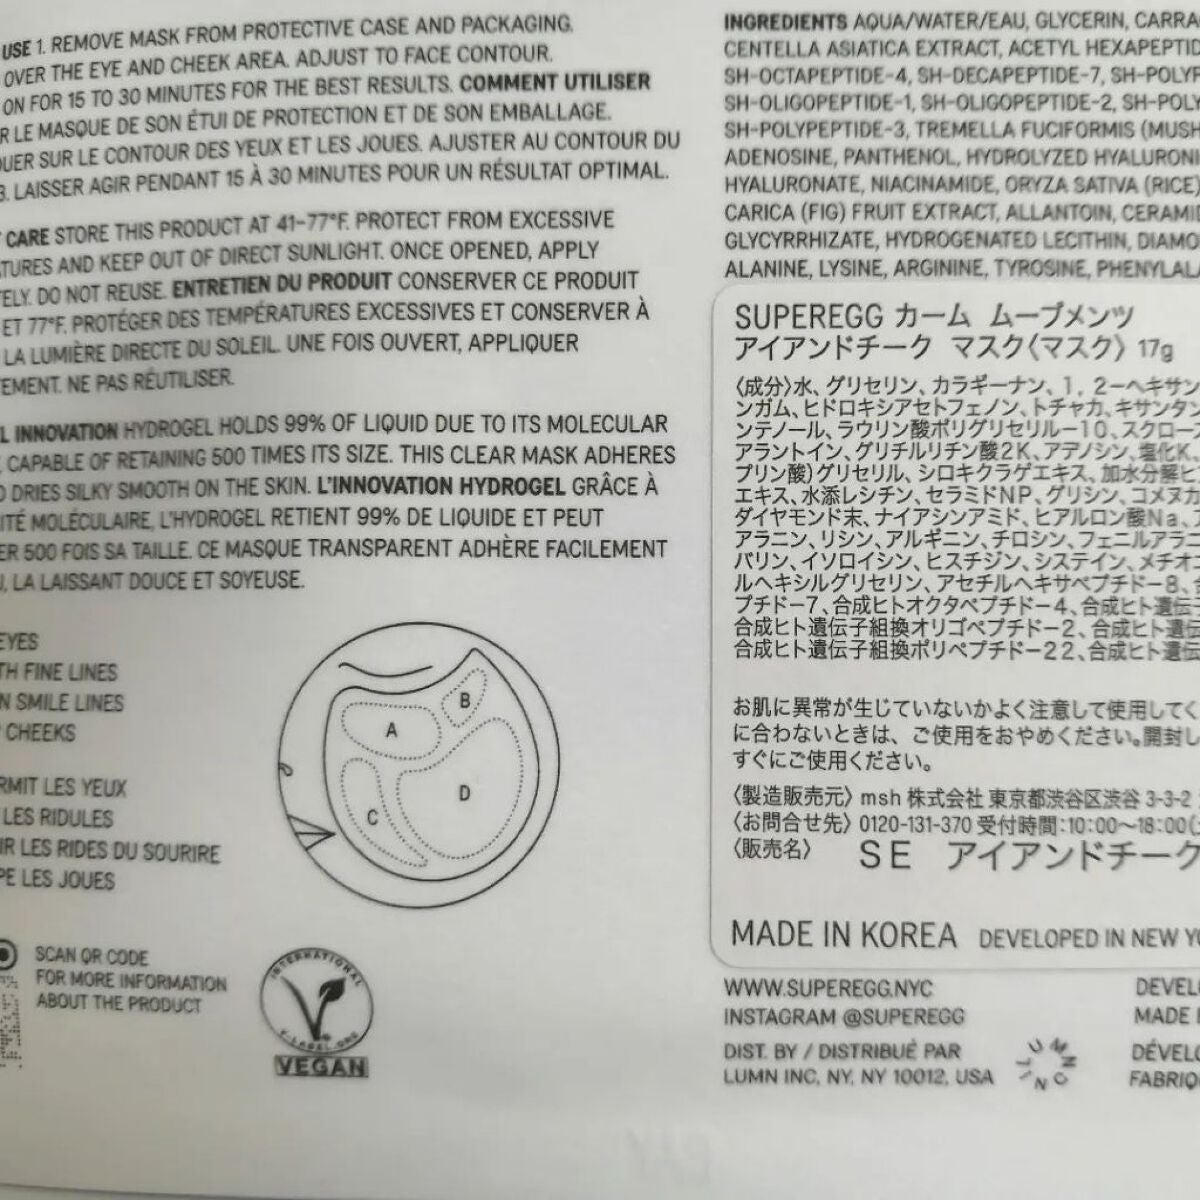 USE 1. REMOVE MASK FROM PROTECTIVE CASE AND PACKAGING.
OVER THE EYE AND CHEEK AREA. ADJUST TO FACE CONTOUR.
ON FOR 15 TO 30 MINUTES FOR THE BEST RESULTS. COMMENT UTILISER
R LE MASQUE DE SON ÉTUI DE PROTECTION ET DE SON EMBALLAGE.
QUER SUR LE CONTOUR DES YEUX ET LES JOUES. AJUSTER AU CONTOUR DU
3. LAISSER AGIR PENDANT 15 À 30 MINUTES POUR UN RÉSULTAT OPTIMAL.
CARE STORE THIS PRODUCT AT 41-77°F. PROTECT FROM EXCESSIVE
TURES AND KEEP OUT OF DIRECT SUNLIGHT. ONCE OPENED, APPLY
TELY. DO NOT REUSE. ENTRETIEN DU PRODUIT CONSERVER CE PRODUIT
ET 77°F. PROTÉGER DES TEMPÉRATURES EXCESSIVES ET CONSERVER À
LA LUMIÈRE DIRECTE DU SOLEIL. UNE FOIS OUVERT, APPLIQUER
TEMENT. NE PAS RÉUTILISER.
L INNOVATION HYDROGEL HOLDS 99% OF LIQUID DUE TO ITS MOLECULAR
, CAPABLE OF RETAINING 500 TIMES ITS SIZE. THIS CLEAR MASK ADHERES
D DRIES SILKY SMOOTH ON THE SKIN. L'INNOVATION HYDROGEL GRÂCE À
ITÉ MOLÉCULAIRE, L'HYDROGEL RETIENT 99% DE LIQUIDE ET PEUT
ER 500 FOIS SA TAILLE. CE MASQUE TRANSPARENT ADHÈRE FACILEMENT
U, LA LAISSANT DOUCE ET SOYEUSE.
EYES
TH FINE LINES
N SMILE LINES
CHEEKS
RMIT LES YEUX
LES RIDULES
UR LES RIDES DU SOURIRE
PE LES JOUES
A
B
C
D
SCAN QR CODE
FOR MORE INFORMATION
ABOUT THE PRODUCT
INTERNATIONAL
V-LABEL.ORG
VEGAN
INGREDIENTS AQUA/WATER/EAU, GLYCERIN, CARRA
CENTELLA ASIATICA EXTRACT, ACETYL HEXAPEPTID
SH-OCTAPEPTIDE-4, SH-DECAPEPTIDE-7, SH-POLYP
SH-OLIGOPEPTIDE-1, SH-OLIGOPEPTIDE-2, SH-POLY
SH-POLYPEPTIDE-3, TREMELLA FUCIFORMIS (MUSH
ADENOSINE, PANTHENOL, HYDROLYZED HYALURONI
HYALURONATE, NIACINAMIDE, ORYZA SATIVA (RICE)
CARICA (FIG) FRUIT EXTRACT, ALLANTOIN, CERAMI
GLYCYRRHIZATE, HYDROGENATED LECITHIN, DIAMO
ALANINE, LYSINE, ARGININE, TYROSINE, PHENYLALA
SUPEREGG カーム ムーブメンツ
アイアンドチーク マスク〈マスク〉 17g
〈成分〉水、グリセリン、カラギーナン、1, 2-ヘキサン
ンガム、ヒドロキシアセトフェノン、トチャカ、キサンタン
ンテノール、ラウリン酸ポリグリセリル-10、スクロース
アラントイン、グリチルリチン酸2K、アデノシン、塩化K、
プリン酸)グリセリル、シロキクラゲエキス、加水分解ヒ
エキス、水添レシチン、セラミドNP、グリシン、コメヌカ
ダイヤモンド末、ナイアシンアミド、ヒアルロン酸Na、
アラニン、リシン、アルギニン、チロシン、フェニルアラニ
バリン、イソロイシン、ヒスチジン、システイン、メチオニ
ルヘキシルグリセリン、アセチルヘキサペプチド-8、合
プチド-7、合成ヒトオクタペプチド-4、合成ヒト遺伝子
合成ヒト遺伝子組換オリゴペプチド-2、合成ヒト遺伝
合成ヒト遺伝子組換ポリペプチド-22、合成ヒト遺伝
お肌に異常が生じていないかよく注意して使用してく
に合わないときは、ご使用をおやめください。開封し
すぐにご使用ください。
〈製造販売元〉 msh 株式会社 東京都渋谷区渋谷 3-3-2
〈お問合せ先〉 0120-131-370 受付時間:10:00〜18:00(
〈販売名〉 SE アイアンドチーク
MADE IN KOREA DEVELOPED IN NEW YO
WWW.SUPEREGG.NYC
INSTAGRAM @SUPEREGG
DIST. BY / DISTRIBUÉ PAR
LUMN INC, NY, NY 10012, USA
DEVELO
MADE I
DÉVELO
FABRIQ